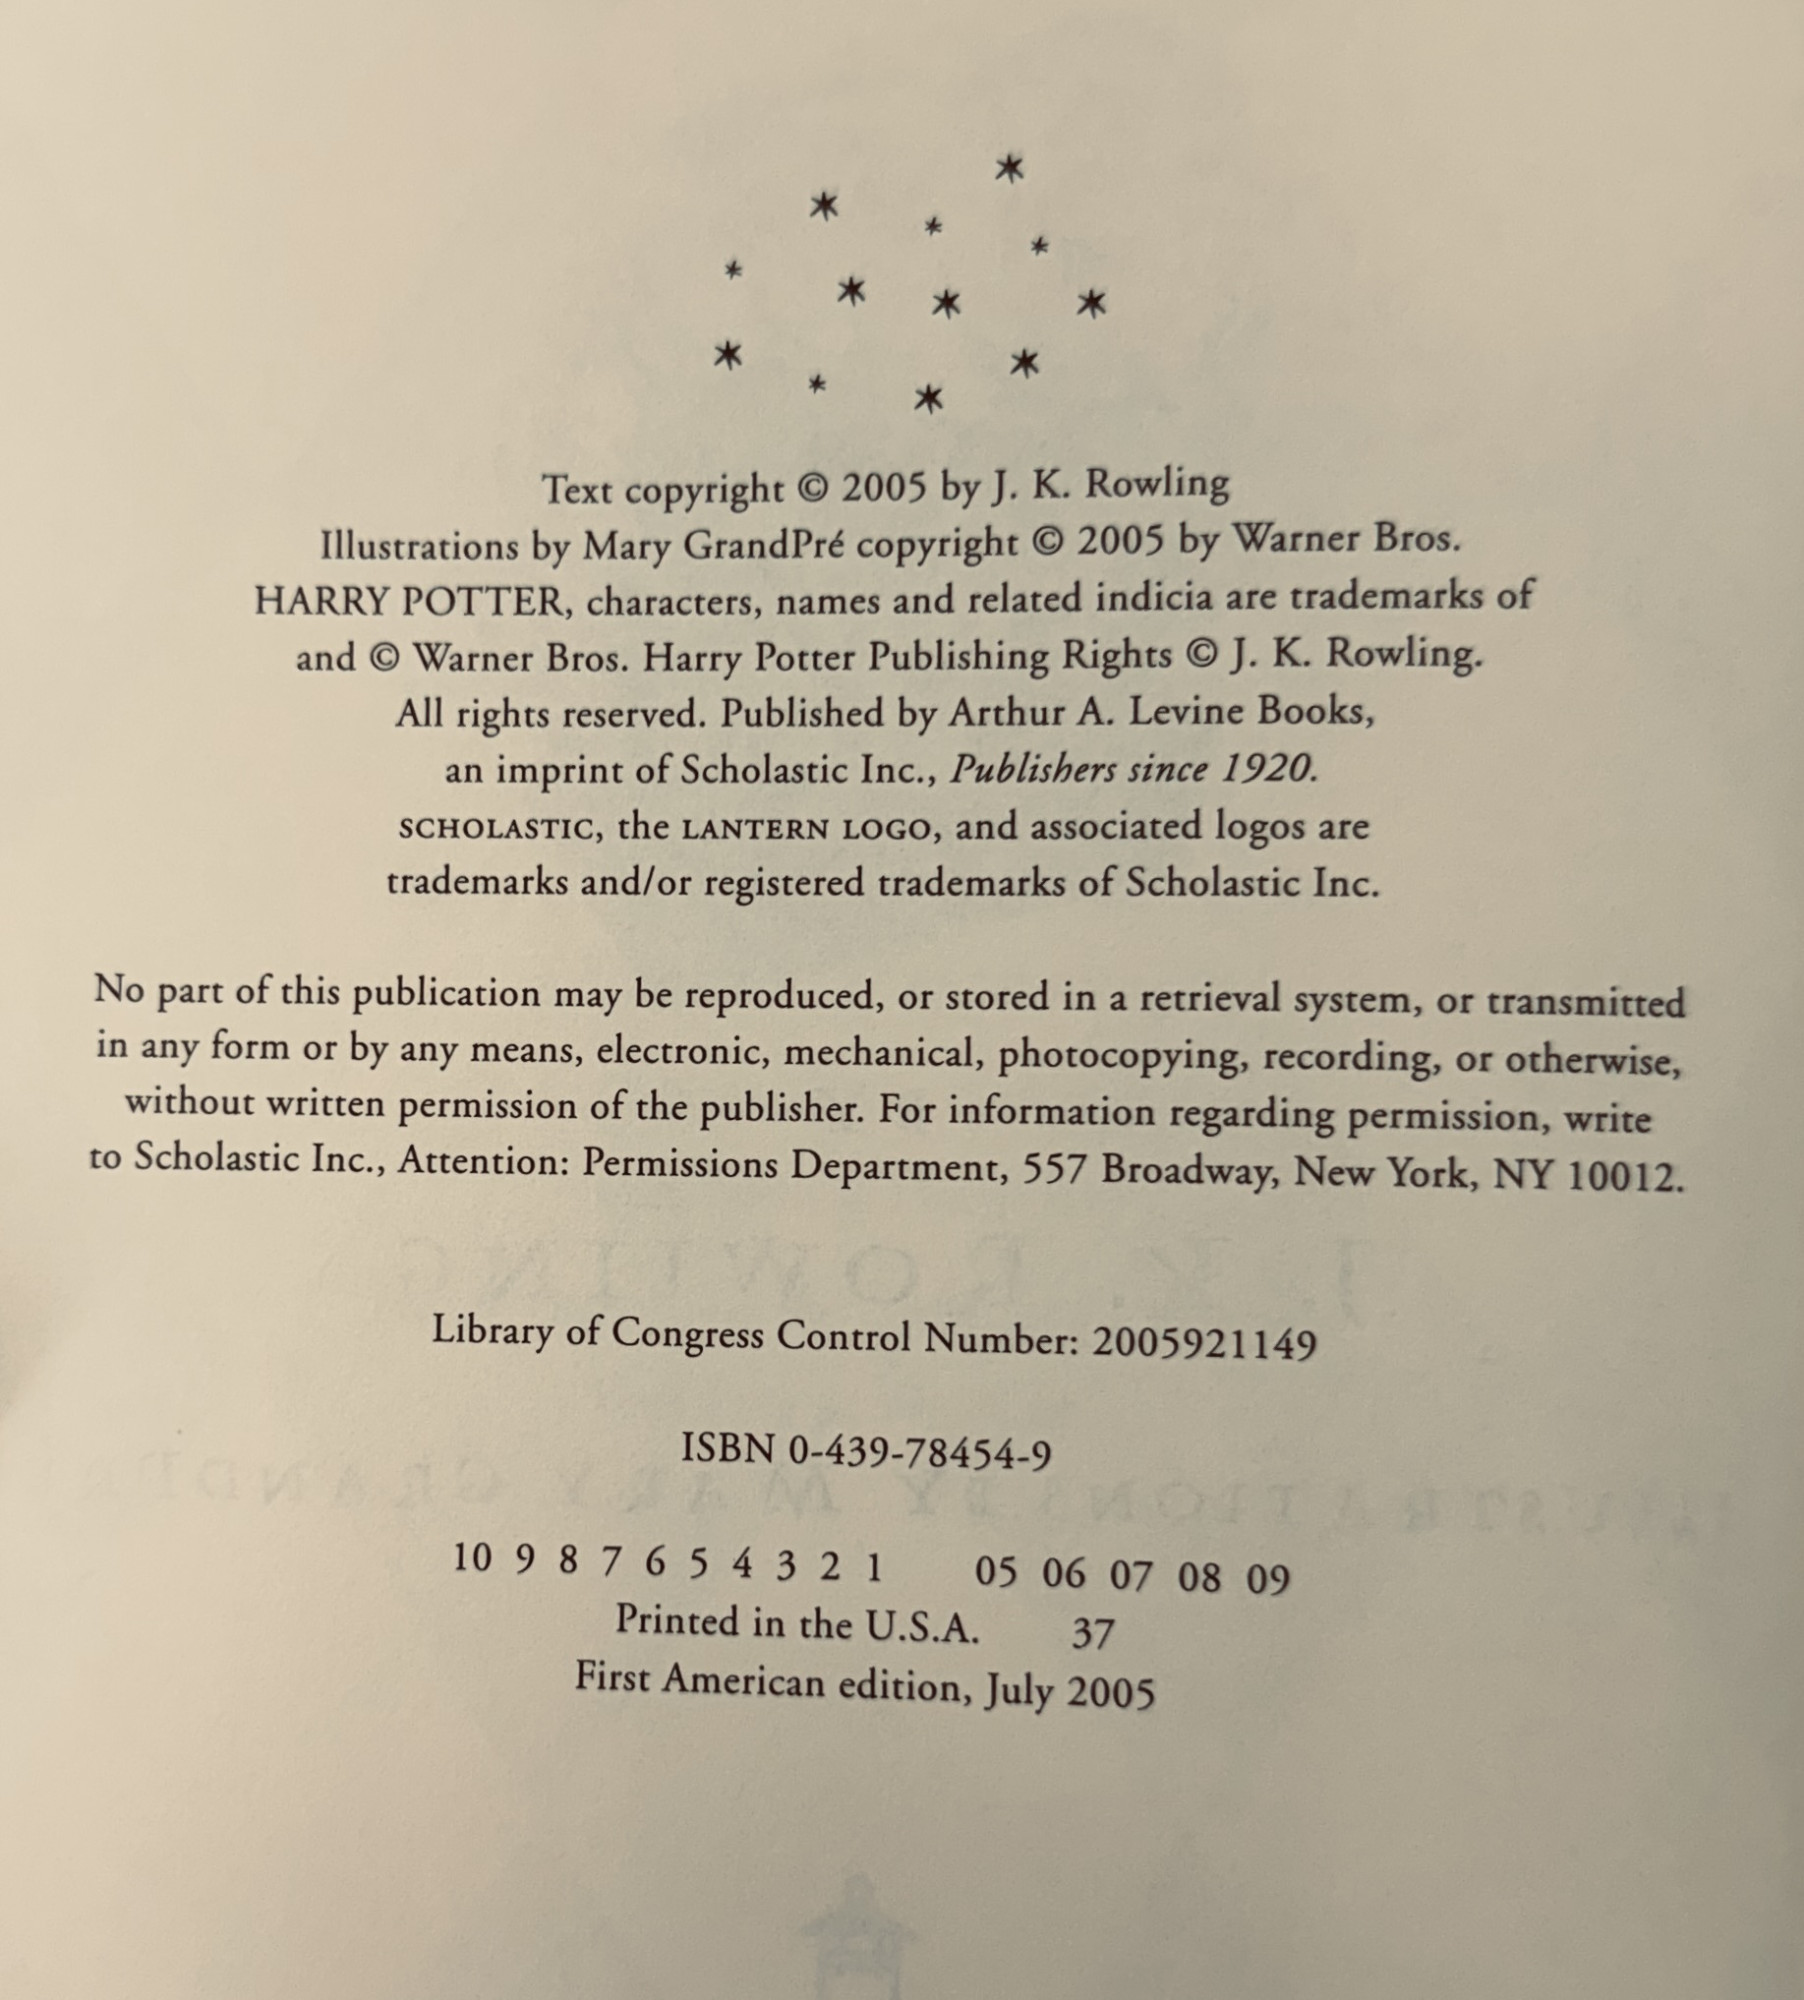 Text copyright © 2005 by J. K. Rowling
Illustrations by Mary GrandPré copyright © 2005 by Warner Bros.
HARRY POTTER, characters, names and related indicia are trademarks of
and © Warner Bros. Harry Potter Publishing Rights © J. K. Rowling.
All rights reserved. Published by Arthur A. Levine Books,
an imprint of Scholastic Inc., Publishers since 1920.
SCHOLASTIC, the LANTERN LOGO, and associated logos are
trademarks and/or registered trademarks of Scholastic Inc.
No part of this publication may be reproduced, or stored in a retrieval system, or transmitted
in any form or by any means, electronic, mechanical, photocopying, recording, or otherwise,
without written permission of the publisher. For information regarding permission, write
to Scholastic Inc., Attention: Permissions Department, 557 Broadway, New York, NY 10012.
J. K. ROWLING
Library of Congress Control Number: 2005921149
ISBN 0-439-78454-9
ILLUSTRATIONS BY MARY
10 9 8 7 6 5 4 3 2 1 05 06 07 08 09
Printed in the U.S.A. 37
First American edition, July 2005